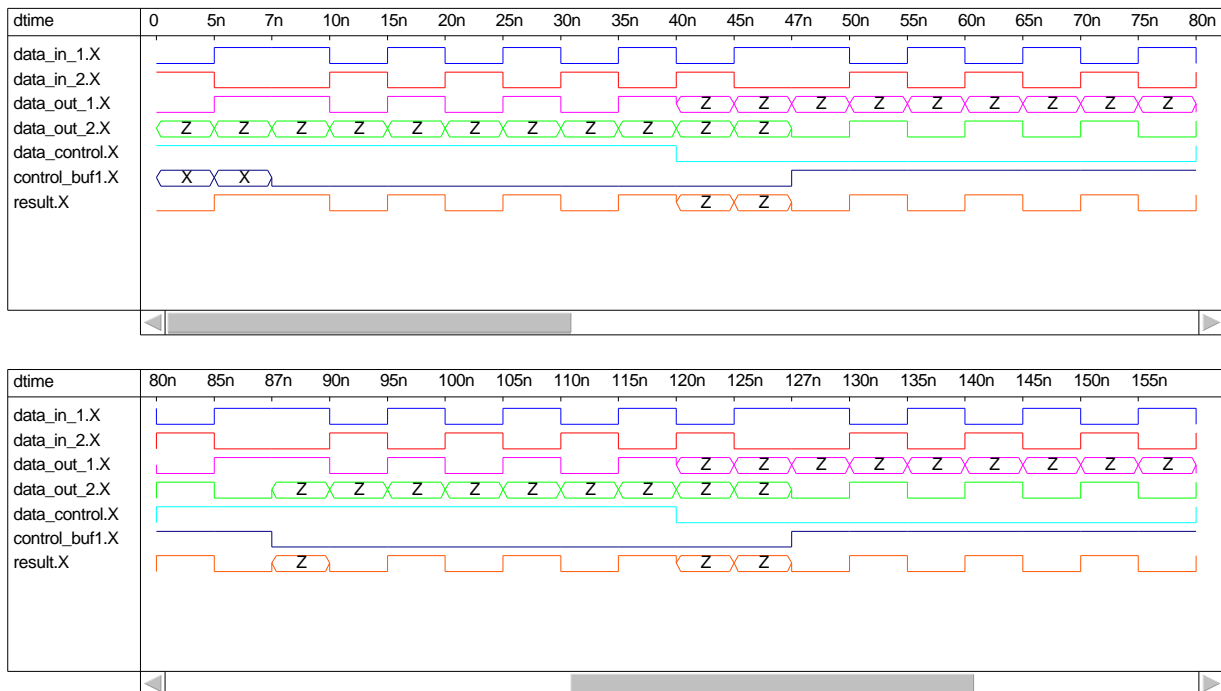 dtime 0 5n 7n 10n 15n 20n 25n 30n 35n 40n 45n 47n 50n 55n 60n 65n 70n 75n 80n
data_in_1.X
data_in_2.X
data_out_1.X Z Z Z Z Z Z Z Z Z
data_out_2.X Z Z Z Z Z Z Z Z Z Z Z
data_control.X
control_buf1.X X X
result.X Z Z
dtime 80n 85n 87n 90n 95n 100n 105n 110n 115n 120n 125n 127n 130n 135n 140n 145n 150n 155n
data_in_1.X
data_in_2.X
data_out_1.X Z Z Z Z Z Z Z Z Z
data_out_2.X Z Z Z Z Z Z Z Z Z
data_control.X
control_buf1.X
result.X Z Z Z